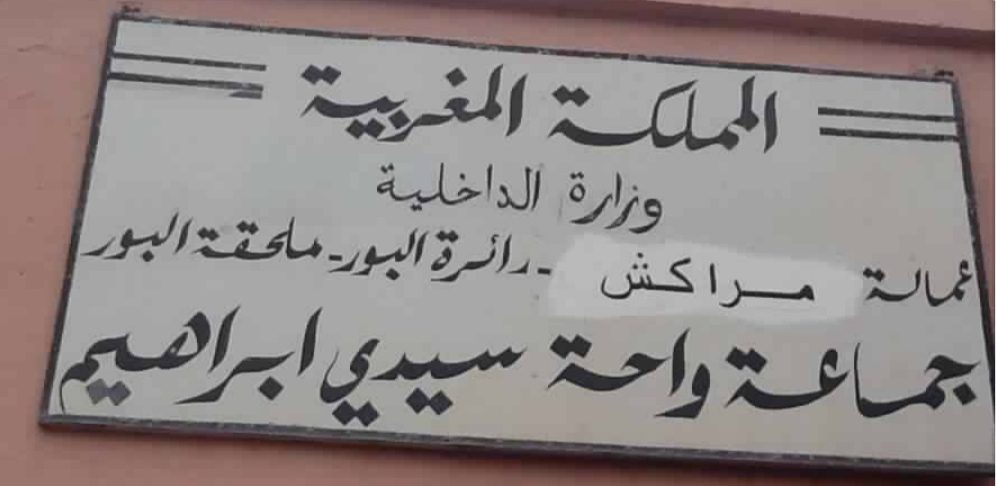 المملكة المغربية
وزارة الداخلية
عمالة مراكش - دائرة البور - ملحقة البور
جماعة واحة سيدي ابراهيم